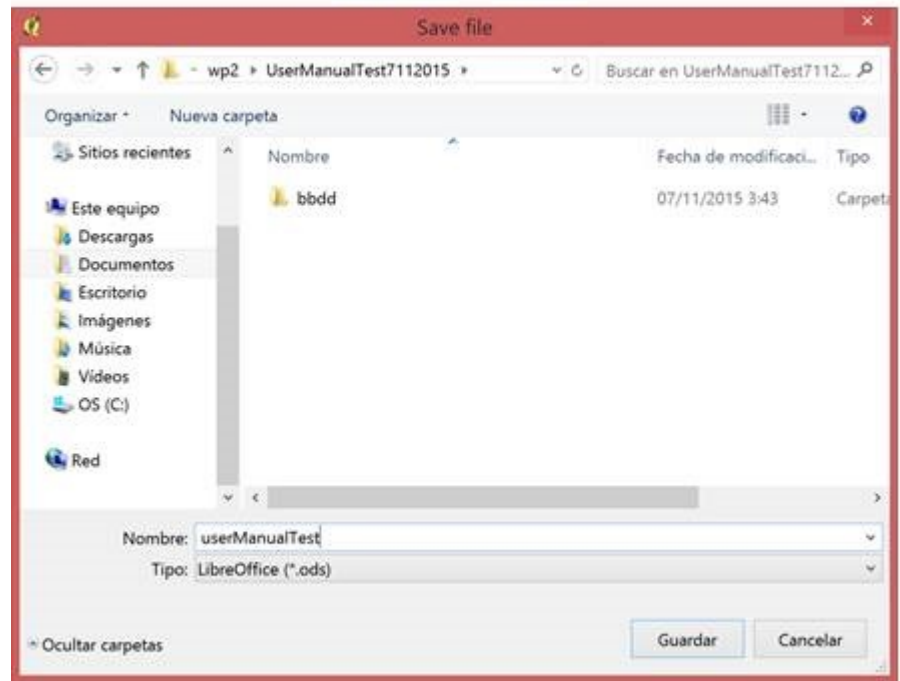 Save file
wp2 UserManualTest7112015 Buscar en UserManualTest7112...
Organizar Nueva carpeta
Sitios recientes
Nombre Fecha de modificaci... Tipo
bbdd 07/11/2015 3:43 Carpeta
Este equipo
Descargas
Documentos
Escritorio
Imágenes
Música
Vídeos
OS (C:)
Red
Nombre: userManualTest
Tipo: LibreOffice (*.ods)
Ocultar carpetas Guardar Cancelar